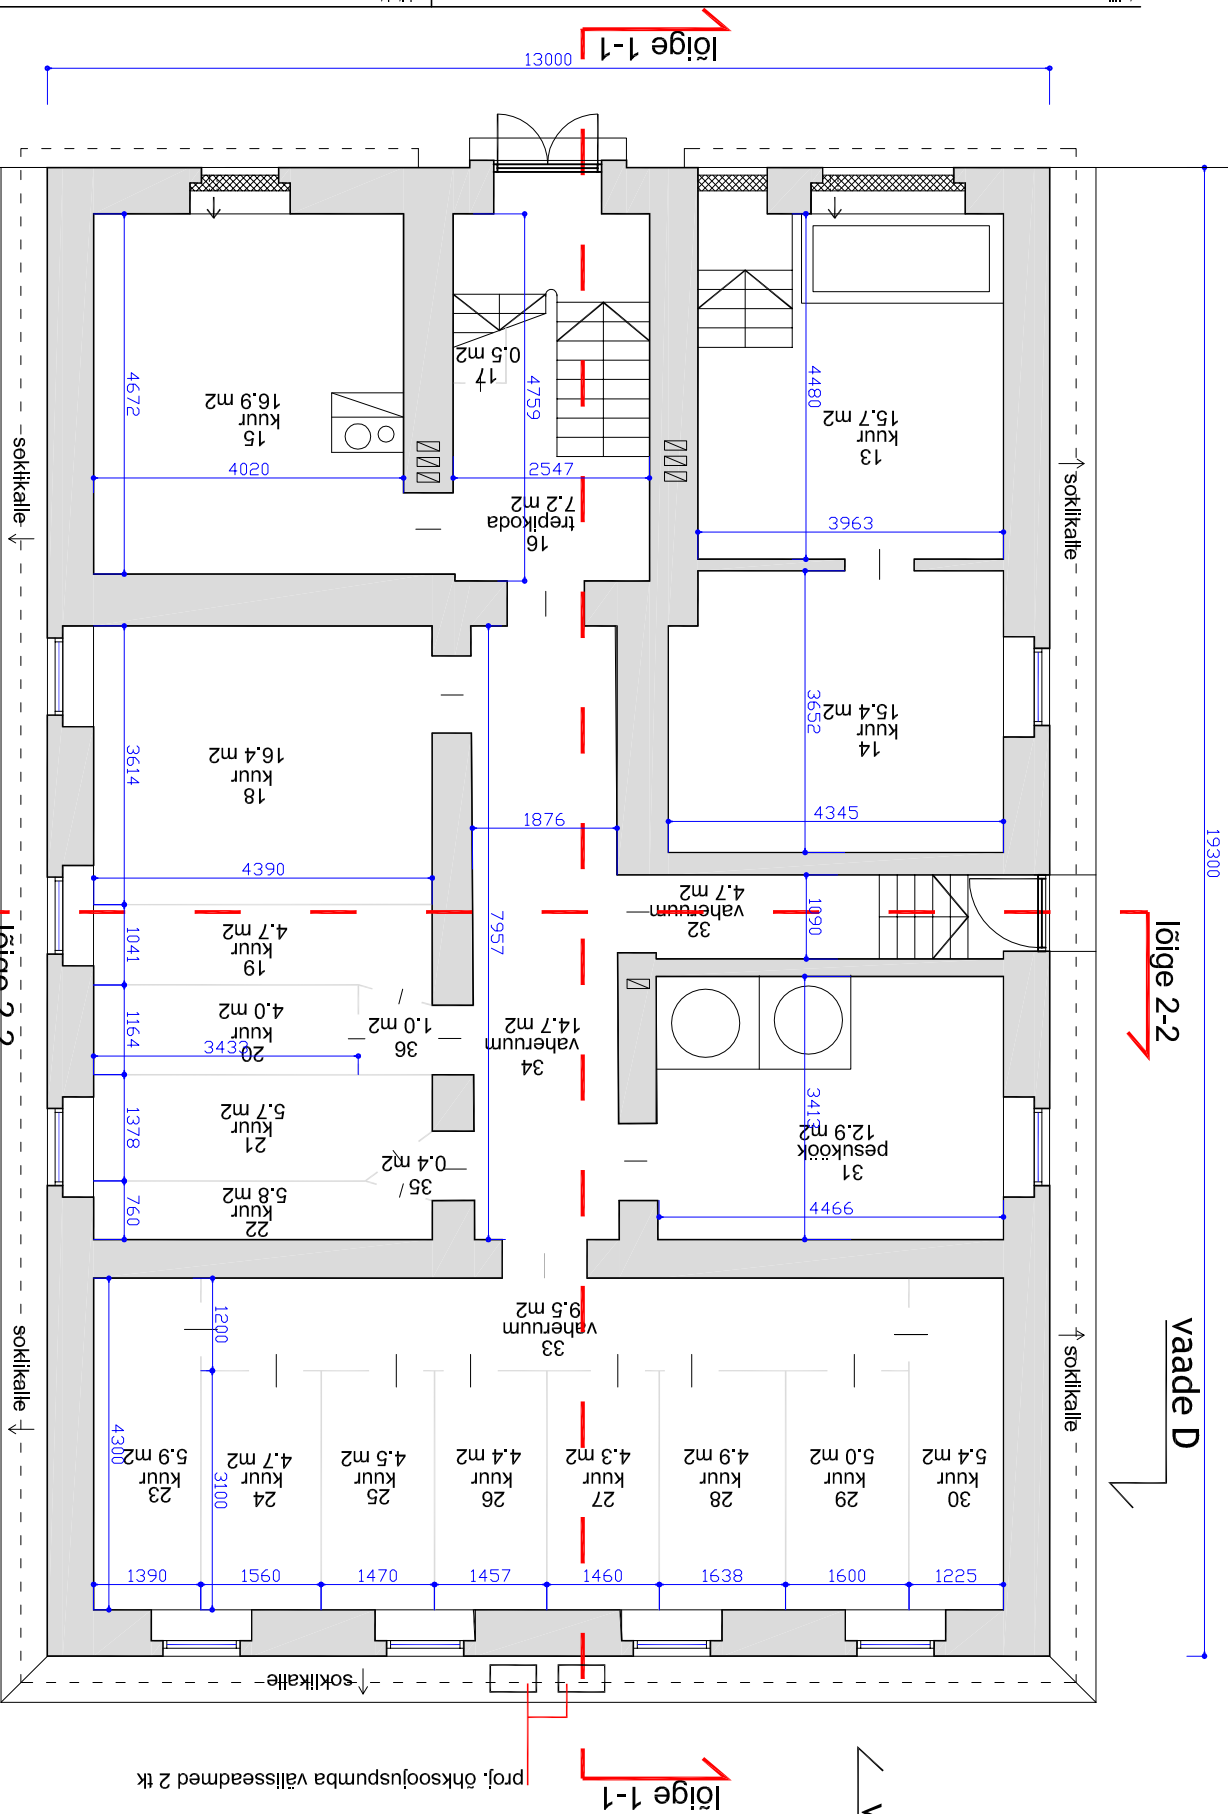 lõige 1-1
13000
19300
4672
15
kuur
16.9 m2
4020
17
0.5 m2
4759
2547
16
trepikoda
7.2 m2
4480
13
kuur
15.7 m2
3963
soklikalle
soklikalle
3614
18
kuur
16.4 m2
4390
1876
7957
3652
14
kuur
15.4 m2
4345
1041
19
kuur
4.7 m2
1164
20
kuur
4.0 m2
3433
36
1.0 m2
34
vaheruum
14.7 m2
32
vaheruum
4.7 m2
1090
lõige 2-2
lõige 2-2
1378
21
kuur
5.7 m2
35
0.4 m2
760
22
kuur
5.8 m2
3413
31
pesuköök
12.9 m2
4466
33
vaheruum
9.5 m2
1200
4300
3100
soklikalle
soklikalle
vaade D
23
kuur
5.9 m2
24
kuur
4.7 m2
25
kuur
4.5 m2
26
kuur
4.4 m2
27
kuur
4.3 m2
28
kuur
4.9 m2
29
kuur
5.0 m2
30
kuur
5.4 m2
1390
1560
1470
1457
1460
1638
1600
1225
soklikalle
proj. õhksoojuspumba välisseadmed 2 tk
lõige 1-1